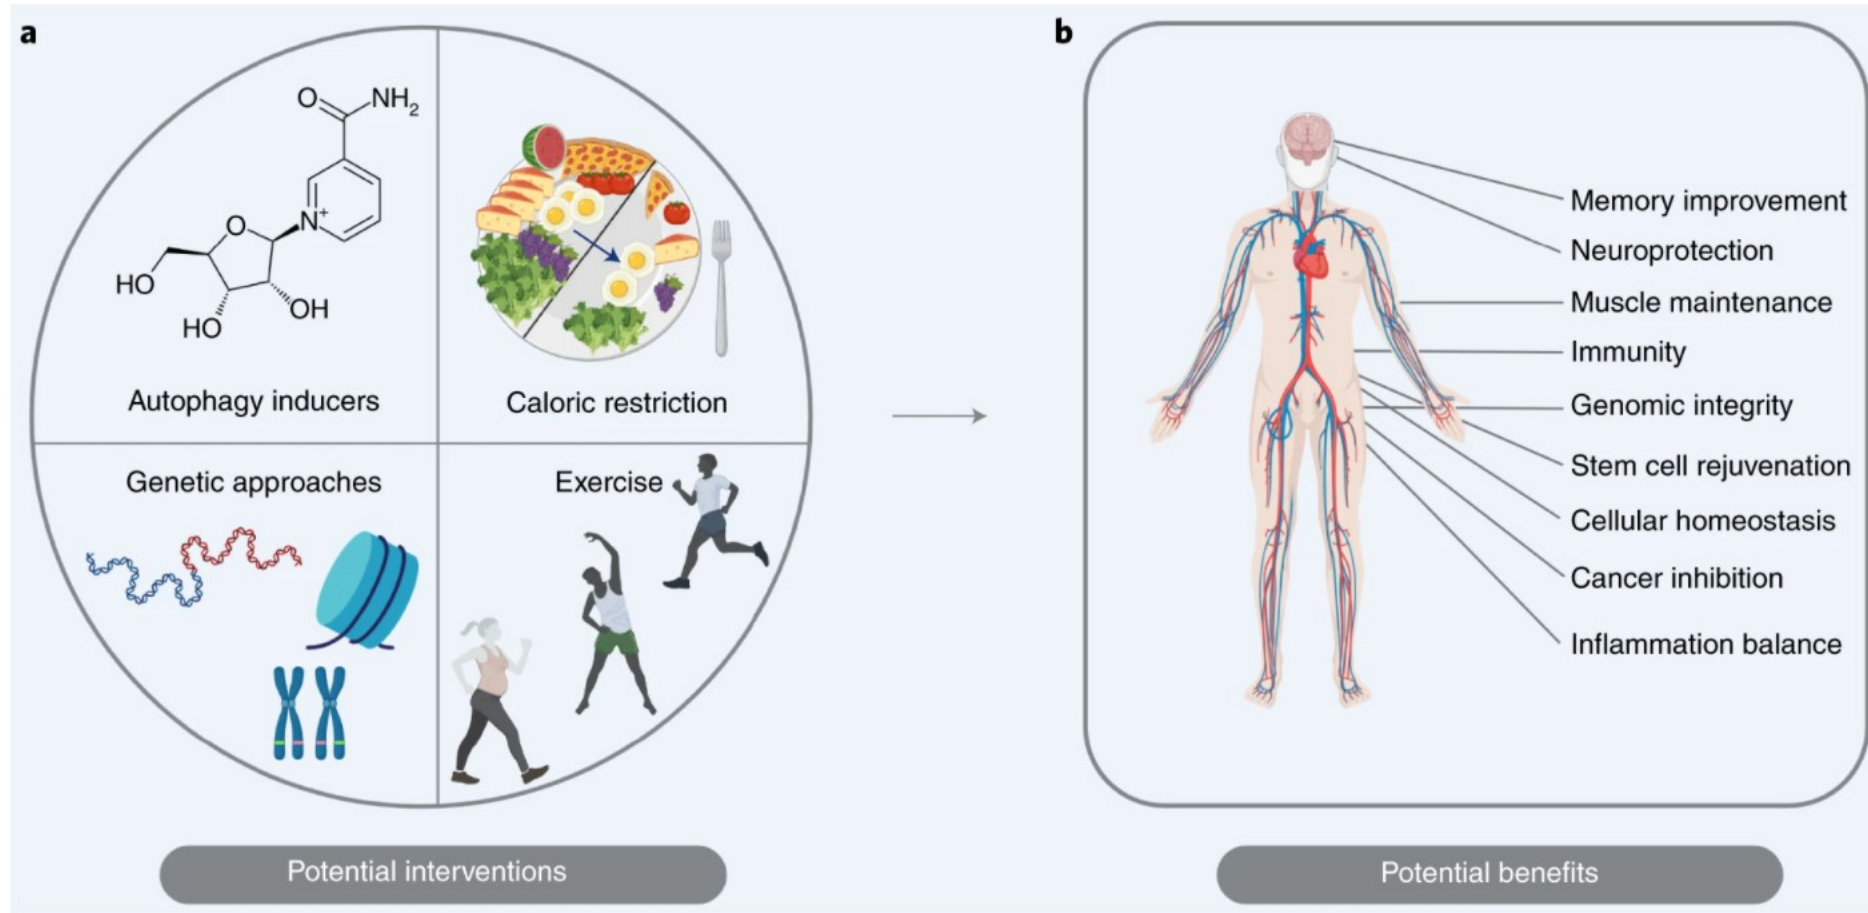 a
O
NH2
N+
O
HO
HO
OH
Autophagy inducers
Caloric restriction
Genetic approaches
Exercise
Potential interventions
b
Memory improvement
Neuroprotection
Muscle maintenance
Immunity
Genomic integrity
Stem cell rejuvenation
Cellular homeostasis
Cancer inhibition
Inflammation balance
Potential benefits